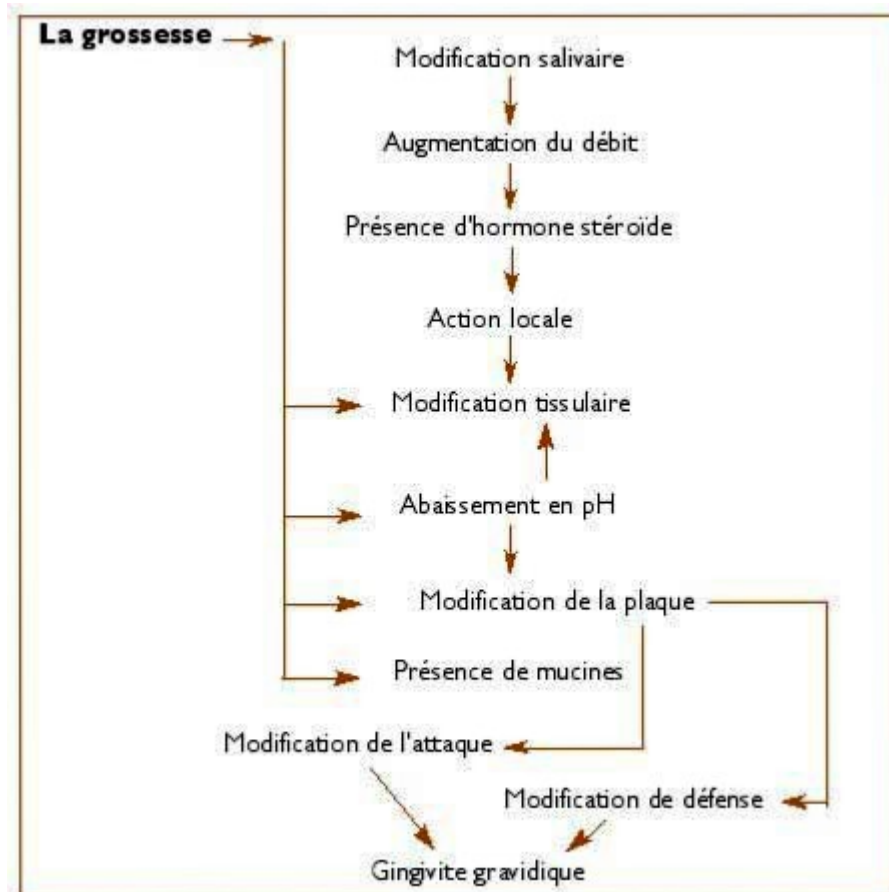 La grossesse
Modification salivaire
Augmentation du débit
Présence d'hormone stéroïde
Action locale
Modification tissulaire
Abaissement en pH
Modification de la plaque
Présence de mucines
Modification de l'attaque
Modification de défense
Gingivite gravidique